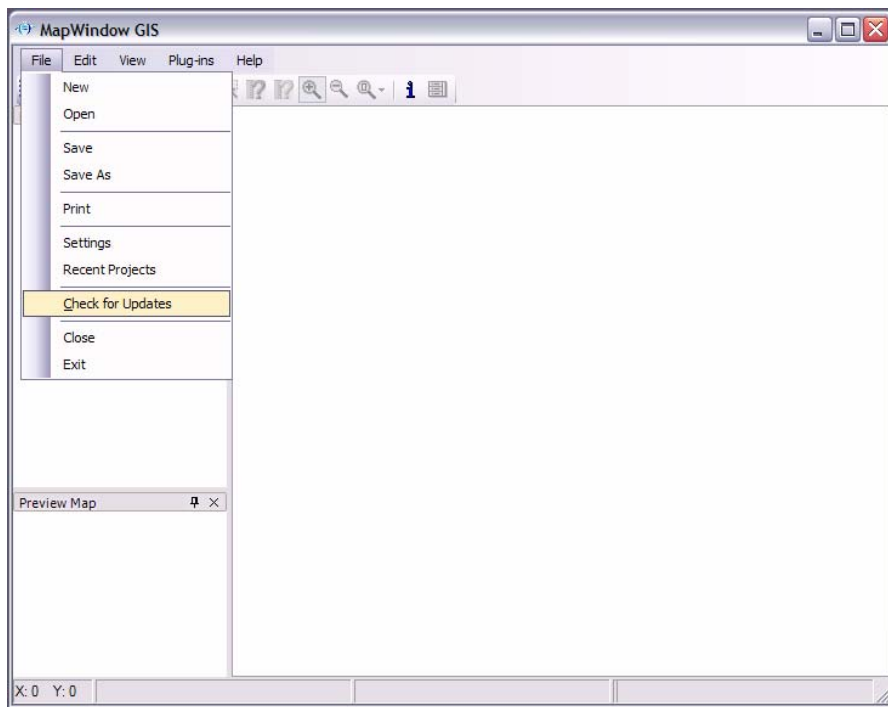 MapWindow GIS
File Edit View Plug-ins Help
New
Open
Save
Save As
Print
Settings
Recent Projects
Check for Updates
Close
Exit
Preview Map
X: 0 Y: 0